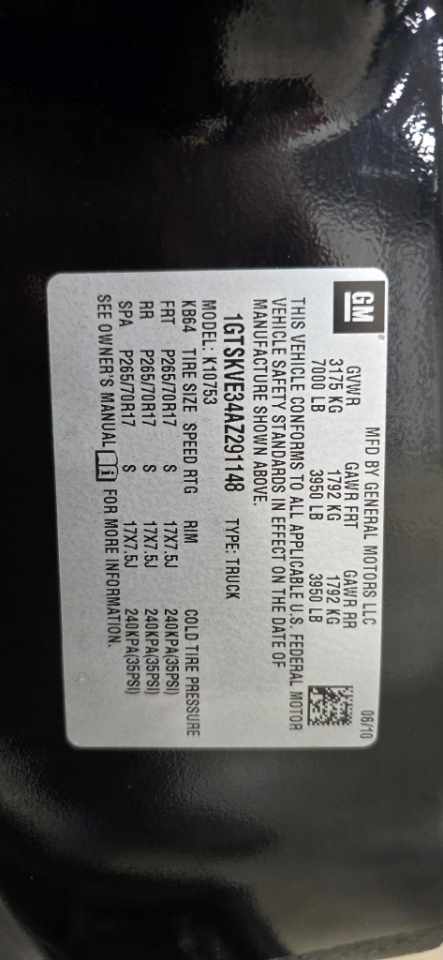 GM®
MFD BY GENERAL MOTORS LLC 06/10
GVWR GAWR FRT GAWR RR
3175 KG 1792 KG 1792 KG
7000 LB 3950 LB 3950 LB
THIS VEHICLE CONFORMS TO ALL APPLICABLE U.S. FEDERAL MOTOR
VEHICLE SAFETY STANDARDS IN EFFECT ON THE DATE OF
MANUFACTURE SHOWN ABOVE.
1GTSKVE34AZ291148 TYPE: TRUCK
MODEL: K10753
KB64 TIRE SIZE SPEED RTG RIM COLD TIRE PRESSURE
FRT P265/70R17 S 17X7.5J 240KPA(35PSI)
RR P265/70R17 S 17X7.5J 240KPA(35PSI)
SPA P265/70R17 S 17X7.5J 240KPA(35PSI)
SEE OWNER'S MANUAL i FOR MORE INFORMATION.